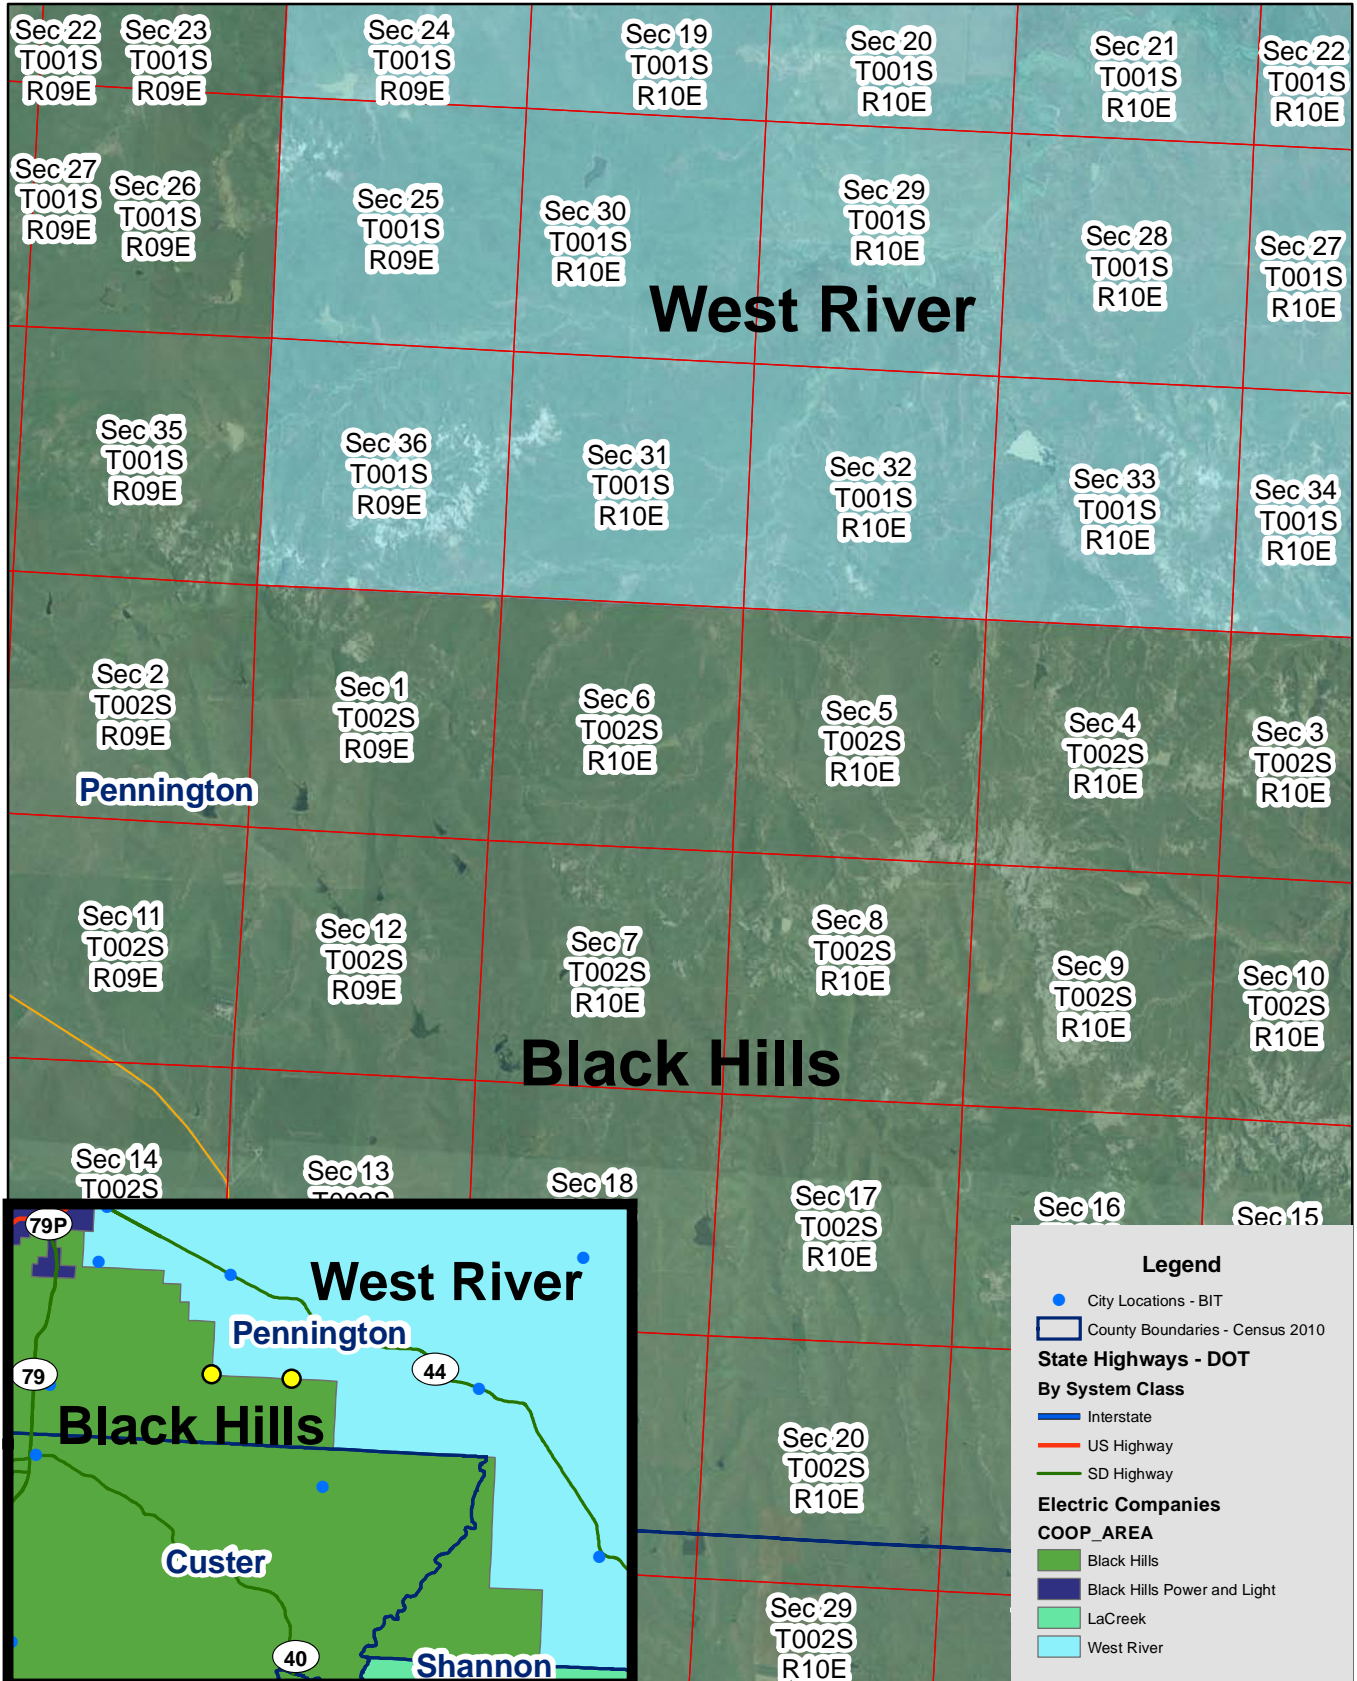 Sec 22
T001S
R09E
Sec 23
T001S
R09E
Sec 24
T001S
R09E
Sec 19
T001S
R10E
Sec 20
T001S
R10E
Sec 21
T001S
R10E
Sec 22
T001S
R10E
Sec 27
T001S
R09E
Sec 26
T001S
R09E
Sec 25
T001S
R09E
Sec 30
T001S
R10E
Sec 29
T001S
R10E
Sec 28
T001S
R10E
Sec 27
T001S
R10E
West River
Sec 35
T001S
R09E
Sec 36
T001S
R09E
Sec 31
T001S
R10E
Sec 32
T001S
R10E
Sec 33
T001S
R10E
Sec 34
T001S
R10E
Sec 2
T002S
R09E
Sec 1
T002S
R09E
Sec 6
T002S
R10E
Sec 5
T002S
R10E
Sec 4
T002S
R10E
Sec 3
T002S
R10E
Pennington
Sec 11
T002S
R09E
Sec 12
T002S
R09E
Sec 7
T002S
R10E
Sec 8
T002S
R10E
Sec 9
T002S
R10E
Sec 10
T002S
R10E
Black Hills
Sec 14
T002S
Sec 13
T002S
Sec 18
Sec 17
T002S
R10E
Sec 16
Sec 15
Sec 20
T002S
R10E
Sec 29
T002S
R10E
79P
West River
Pennington
79
44
Black Hills
Custer
40
Shannon
Legend
City Locations - BIT
County Boundaries - Census 2010
State Highways - DOT
By System Class
Interstate
US Highway
SD Highway
Electric Companies
COOP_AREA
Black Hills
Black Hills Power and Light
LaCreek
West River